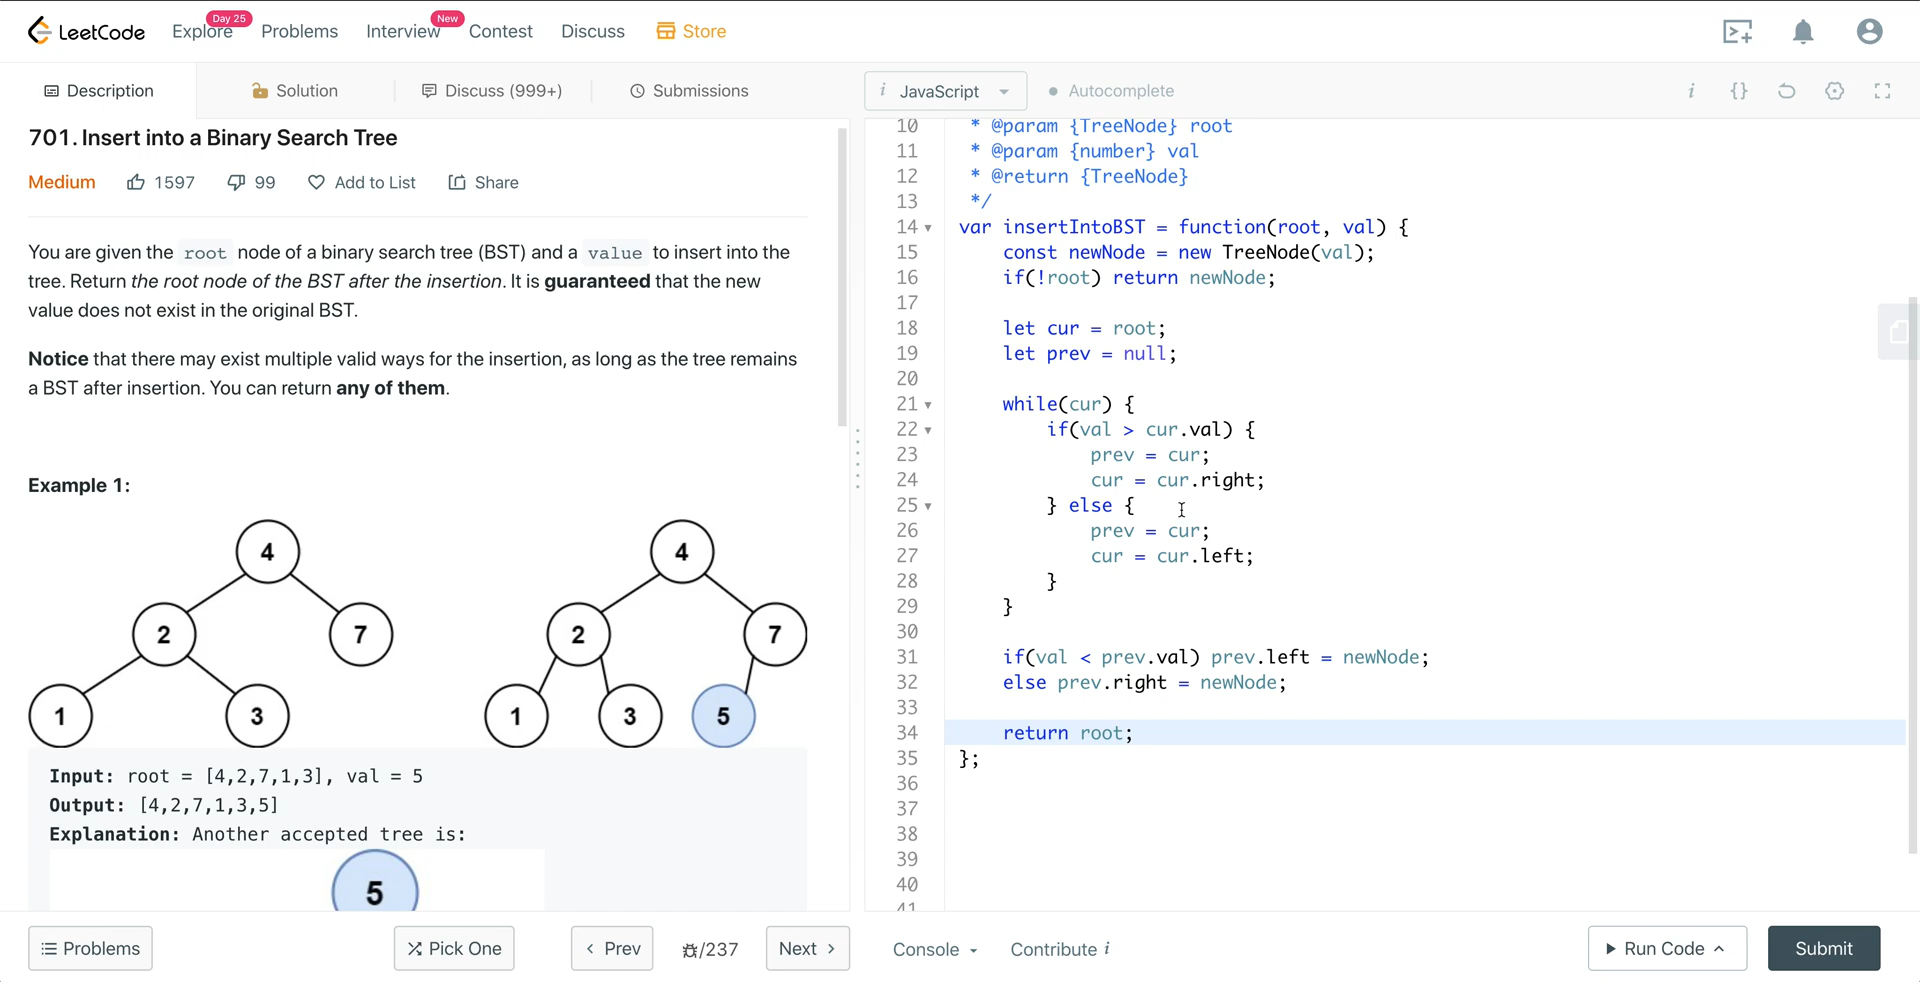 LeetCode
Explore
Day 25
Problems
Interview
New
Contest
Discuss
Store
Description
Solution
Discuss (999+)
Submissions
i JavaScript
Autocomplete
i {}
701. Insert into a Binary Search Tree
Medium
1597
99
Add to List
Share
You are given the root node of a binary search tree (BST) and a value to insert into the
tree. Return the root node of the BST after the insertion. It is guaranteed that the new
value does not exist in the original BST.
Notice that there may exist multiple valid ways for the insertion, as long as the tree remains
a BST after insertion. You can return any of them.
Example 1:
4
2
7
1
3
4
2
7
1
3
5
Input: root = [4,2,7,1,3], val = 5
Output: [4,2,7,1,3,5]
Explanation: Another accepted tree is:
5
10 * @param {TreeNode} root
11 * @param {number} val
12 * @return {TreeNode}
13 */
14 var insertIntoBST = function(root, val) {
15 const newNode = new TreeNode(val);
16 if(!root) return newNode;
17
18 let cur = root;
19 let prev = null;
20
21 while(cur) {
22 if(val > cur.val) {
23 prev = cur;
24 cur = cur.right;
25 } else {
26 prev = cur;
27 cur = cur.left;
28 }
29 }
30
31 if(val < prev.val) prev.left = newNode;
32 else prev.right = newNode;
33
34 return root;
35 };
36
37
38
39
40
41
Problems
Pick One
Prev
/237
Next
Console
Contribute i
Run Code
Submit